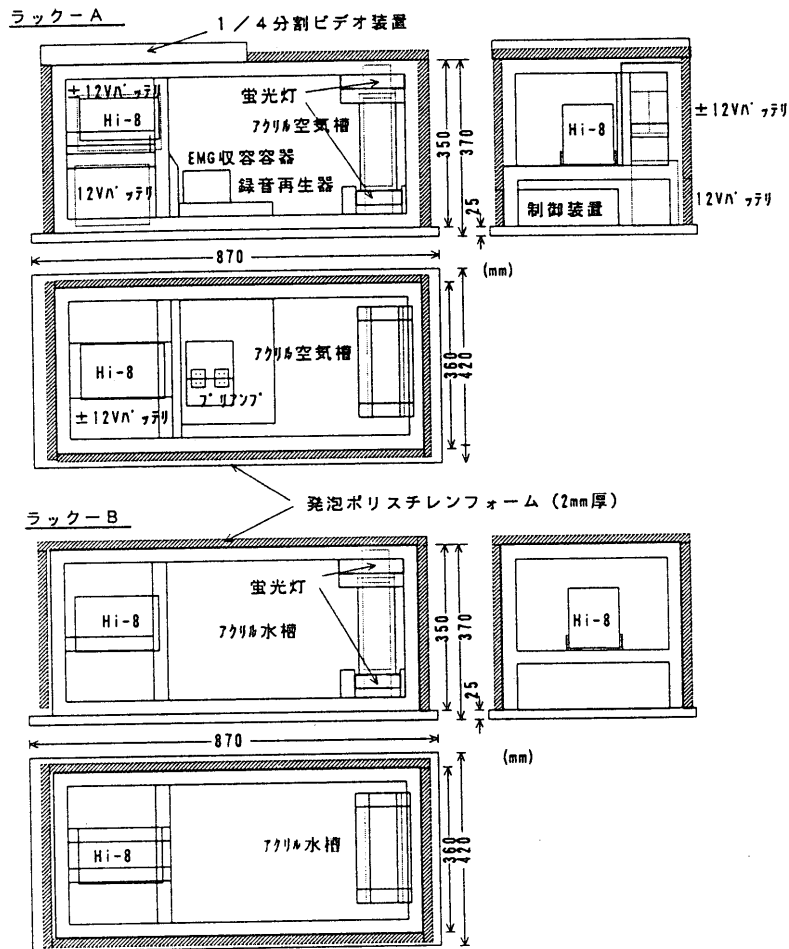 ラックーA
1/4分割ビデオ装置
±12Vバッテリ
Hi-8
12Vバッテリ
EMG収容容器
録音再生器
蛍光灯
アクリル空気槽
350
370
25
870
Hi-8
制御装置
±12Vバッテリ
12Vバッテリ
(mm)
Hi-8
±12Vバッテリ
プリアンプ
アクリル空気槽
360
420
発泡ポリスチレンフォーム(2mm厚)
ラックーB
Hi-8
蛍光灯
アクリル水槽
350
370
25
870
Hi-8
(mm)
Hi-8
アクリル水槽
360
420